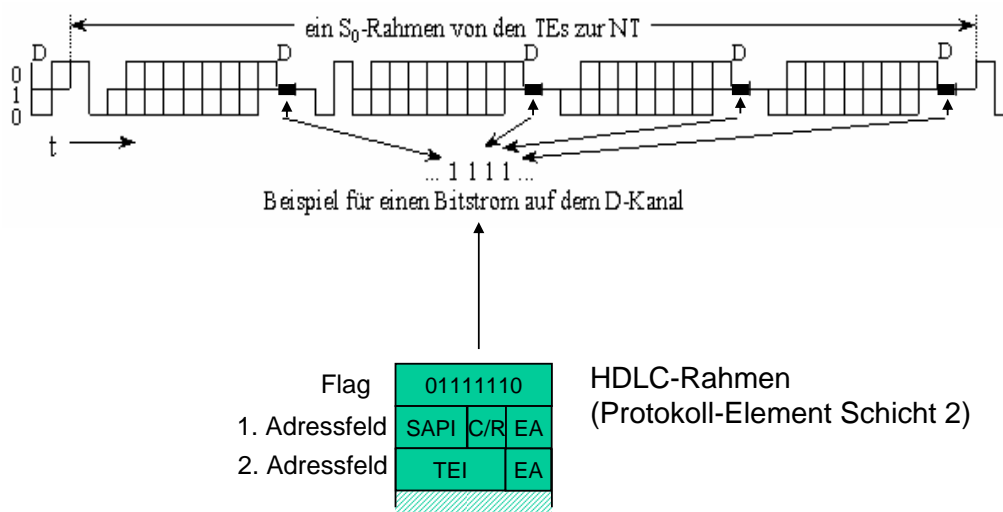 ein S₀-Rahmen von den TEs zur NT
D D D D D
0
1
0
t
... 1 1 1 1 ...
Beispiel für einen Bitstrom auf dem D-Kanal
Flag 01111110
HDLC-Rahmen
1. Adressfeld SAPI C/R EA
(Protokoll-Element Schicht 2)
2. Adressfeld TEI EA